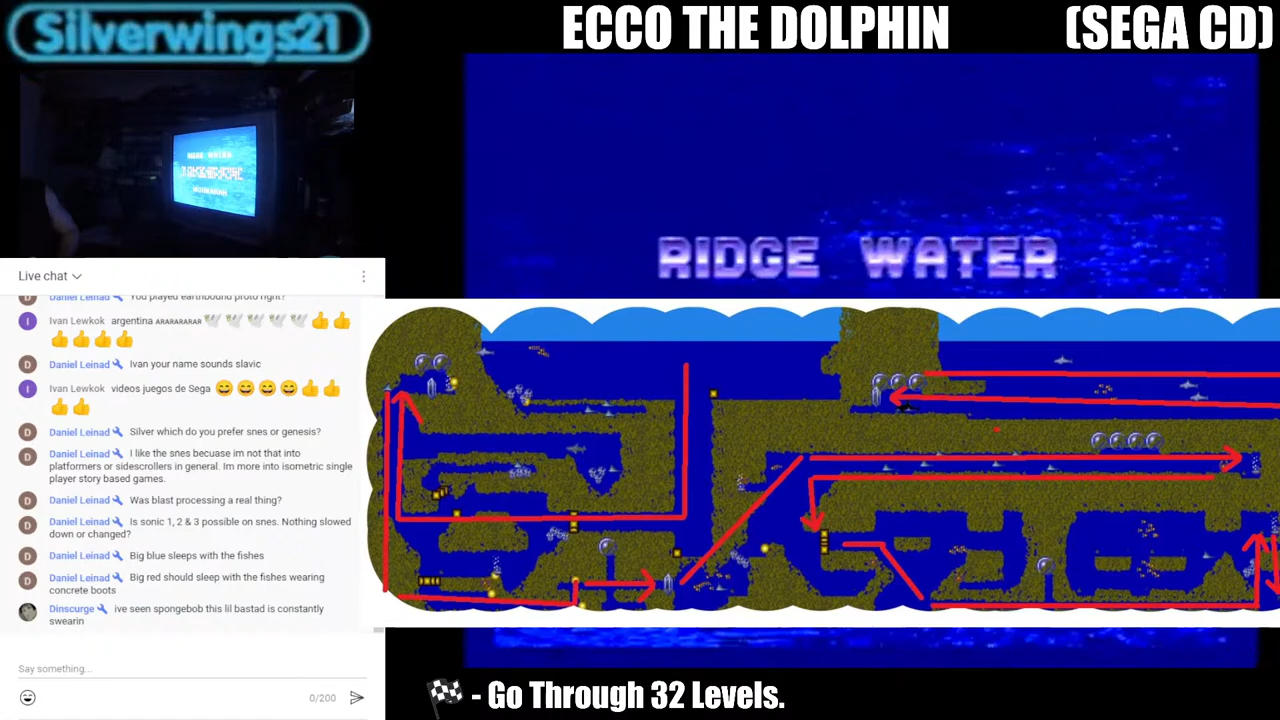 Silverwings21
ECCO THE DOLPHIN (SEGA CD)
RIDGE WATER
RIDGE WATER
Live chat
Daniel Leinad You played earthbound proto right?
Ivan Lewkok argentina ᴀʀᴀʀᴀʀᴀʀᴀʀ 🕊️🕊️🕊️🕊️🕊️👍👍
👍👍👍👍
Daniel Leinad Ivan your name sounds slavic
Ivan Lewkok videos juegos de Sega 😄😄😄😄👍👍
👍👍
Daniel Leinad Silver which do you prefer snes or genesis?
Daniel Leinad I like the snes becuase im not that into
platformers or sidescrollers in general. Im more into isometric single
player story based games.
Daniel Leinad Was blast processing a real thing?
Daniel Leinad Is sonic 1, 2 & 3 possible on snes. Nothing slowed
down or changed?
Daniel Leinad Big blue sleeps with the fishes
Daniel Leinad Big red should sleep with the fishes wearing
concrete boots
Dinscurge ive seen spongebob this lil bastad is constantly
swearin
Say something...
0/200
- Go Through 32 Levels.